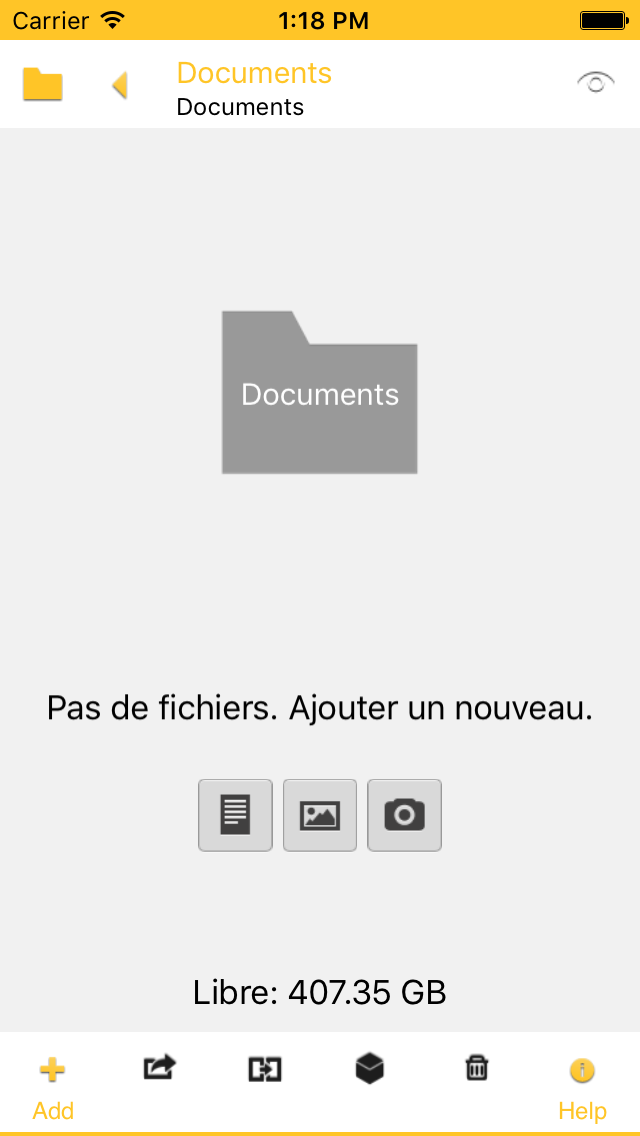 Carrier 1:18 PM
Documents
Documents
Documents
Pas de fichiers. Ajouter un nouveau.
Libre: 407.35 GB
Add Help